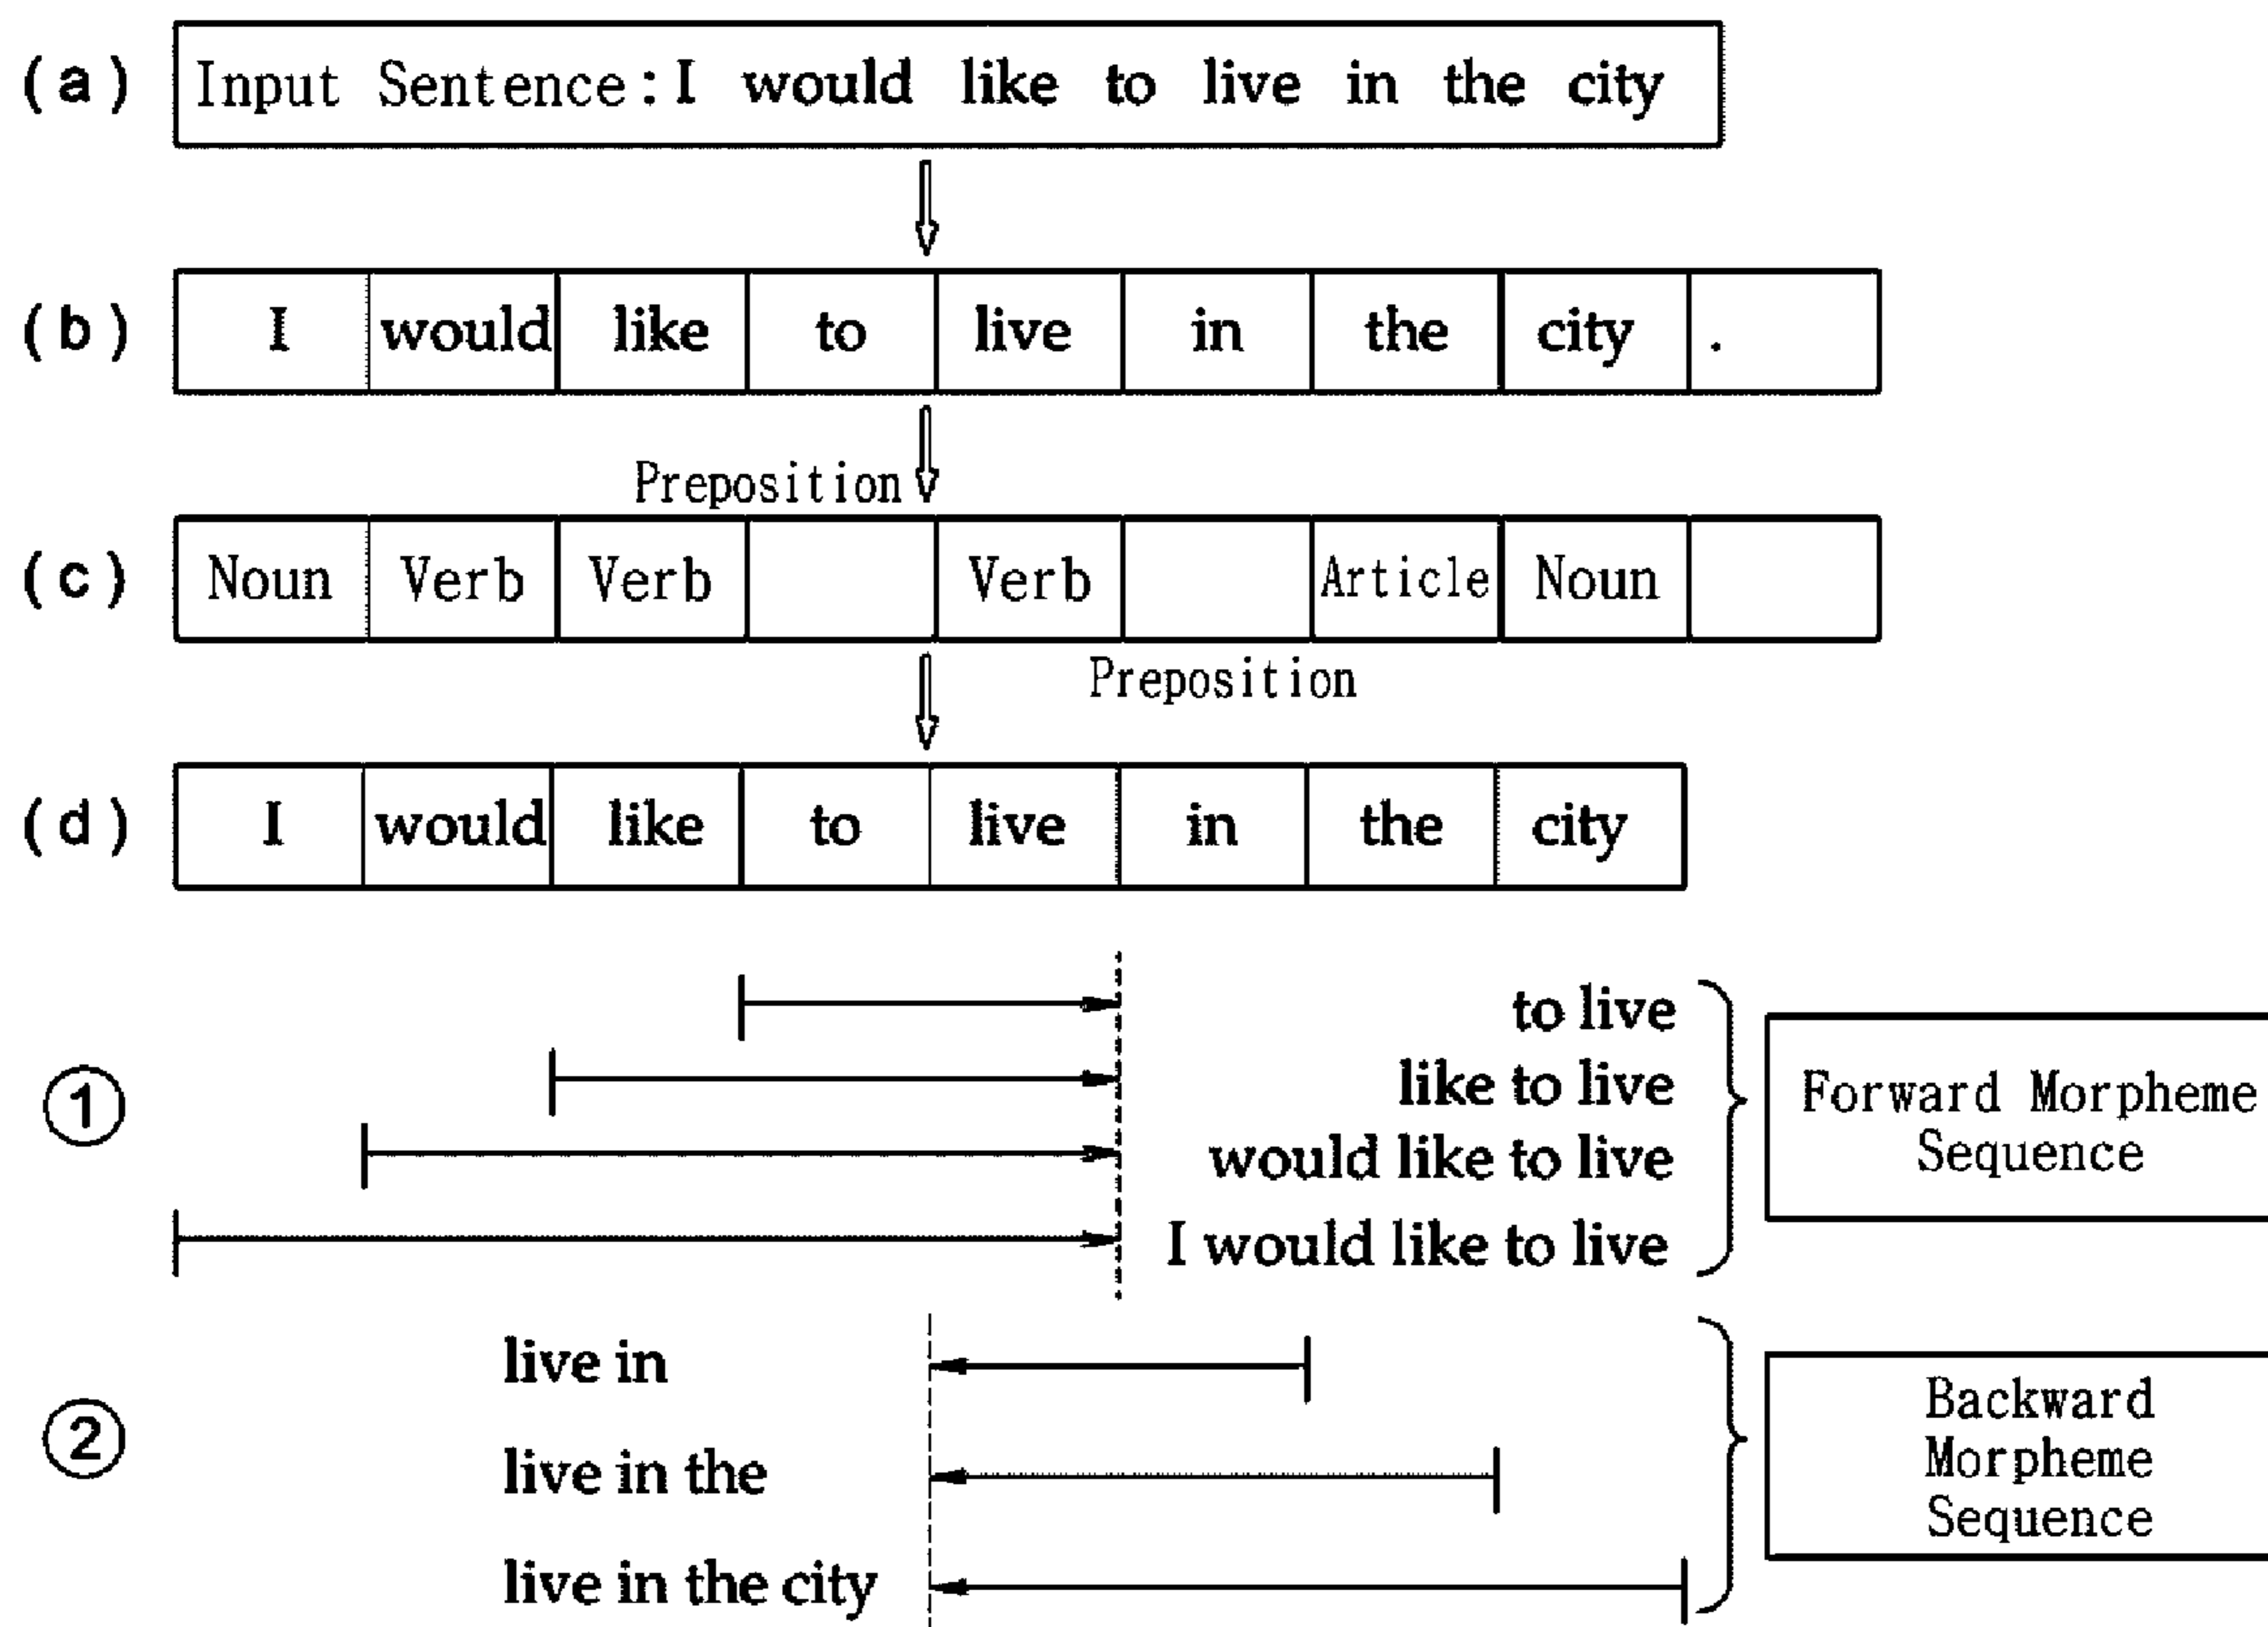 (a) Input Sentence: I would like to live in the city
(b) I would like to live in the city .
Preposition
(c) Noun Verb Verb Verb Article Noun
Preposition
(d) I would like to live in the city
to live
like to live
would like to live
I would like to live
①
Forward Morpheme
Sequence
live in
live in the
live in the city
②
Backward
Morpheme
Sequence